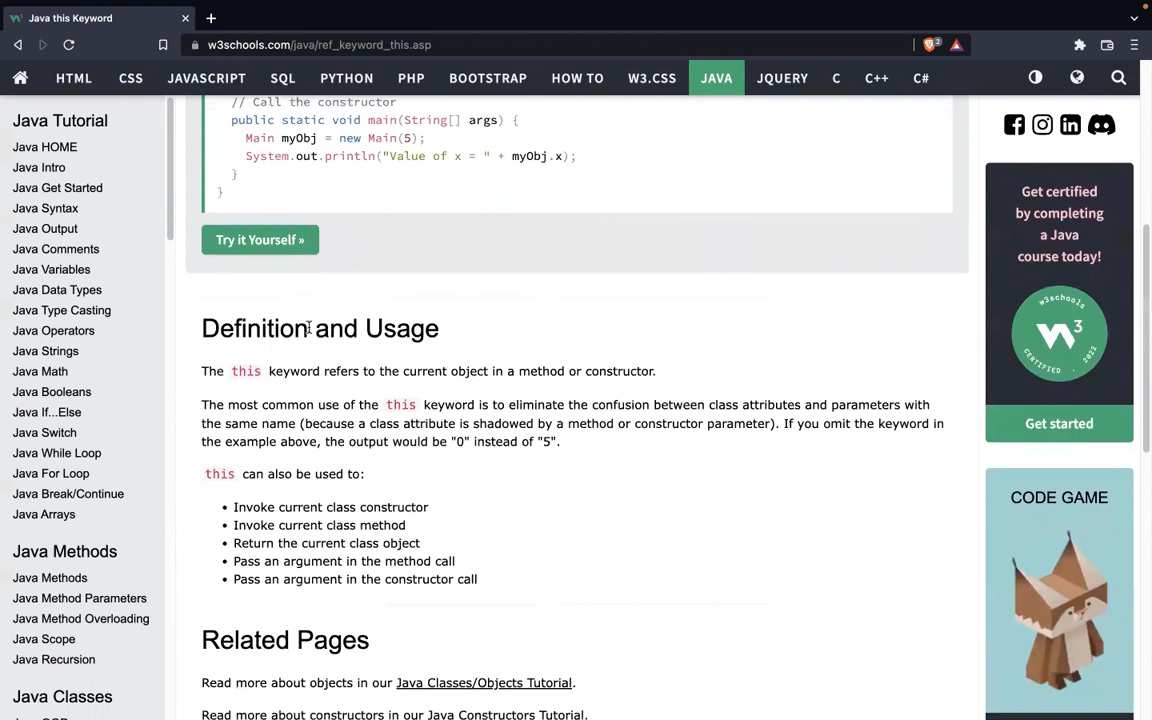 Java this Keyword
w3schools.com/java/ref_keyword_this.asp
2
HTML CSS JAVASCRIPT SQL PYTHON PHP BOOTSTRAP HOW TO W3.CSS JAVA JQUERY C C++ C#
Java Tutorial
Java HOME
Java Intro
Java Get Started
Java Syntax
Java Output
Java Comments
Java Variables
Java Data Types
Java Type Casting
Java Operators
Java Strings
Java Math
Java Booleans
Java If...Else
Java Switch
Java While Loop
Java For Loop
Java Break/Continue
Java Arrays
Java Methods
Java Methods
Java Method Parameters
Java Method Overloading
Java Scope
Java Recursion
Java Classes
// Call the constructor
public static void main(String[] args) {
Main myObj = new Main(5);
System.out.println("Value of x = " + myObj.x);
}
}
Try it Yourself »
Definition and Usage
The this keyword refers to the current object in a method or constructor.
The most common use of the this keyword is to eliminate the confusion between class attributes and parameters with
the same name (because a class attribute is shadowed by a method or constructor parameter). If you omit the keyword in
the example above, the output would be "0" instead of "5".
this can also be used to:
• Invoke current class constructor
• Invoke current class method
• Return the current class object
• Pass an argument in the method call
• Pass an argument in the constructor call
Related Pages
Read more about objects in our Java Classes/Objects Tutorial.
Read more about constructors in our Java Constructors Tutorial.
Get certified
by completing
a Java
course today!
w3schools
3
CERTIFIED . 2022
Get started
CODE GAME